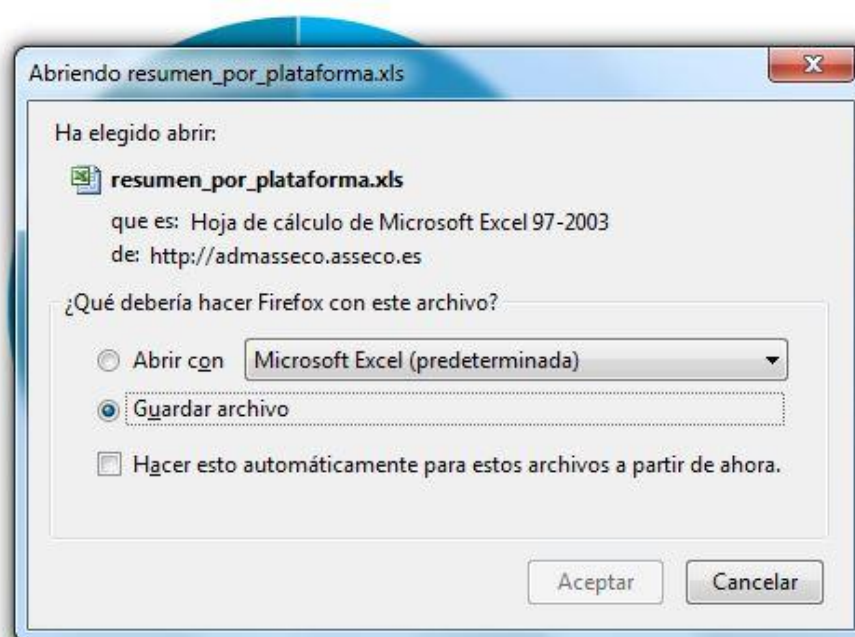 Abriendo resumen_por_plataforma.xls
Ha elegido abrir:
resumen_por_plataforma.xls
que es: Hoja de cálculo de Microsoft Excel 97-2003
de: http://admasseco.asseco.es
¿Qué debería hacer Firefox con este archivo?
Abrir con Microsoft Excel (predeterminada)
Guardar archivo
Hacer esto automáticamente para estos archivos a partir de ahora.
Aceptar Cancelar